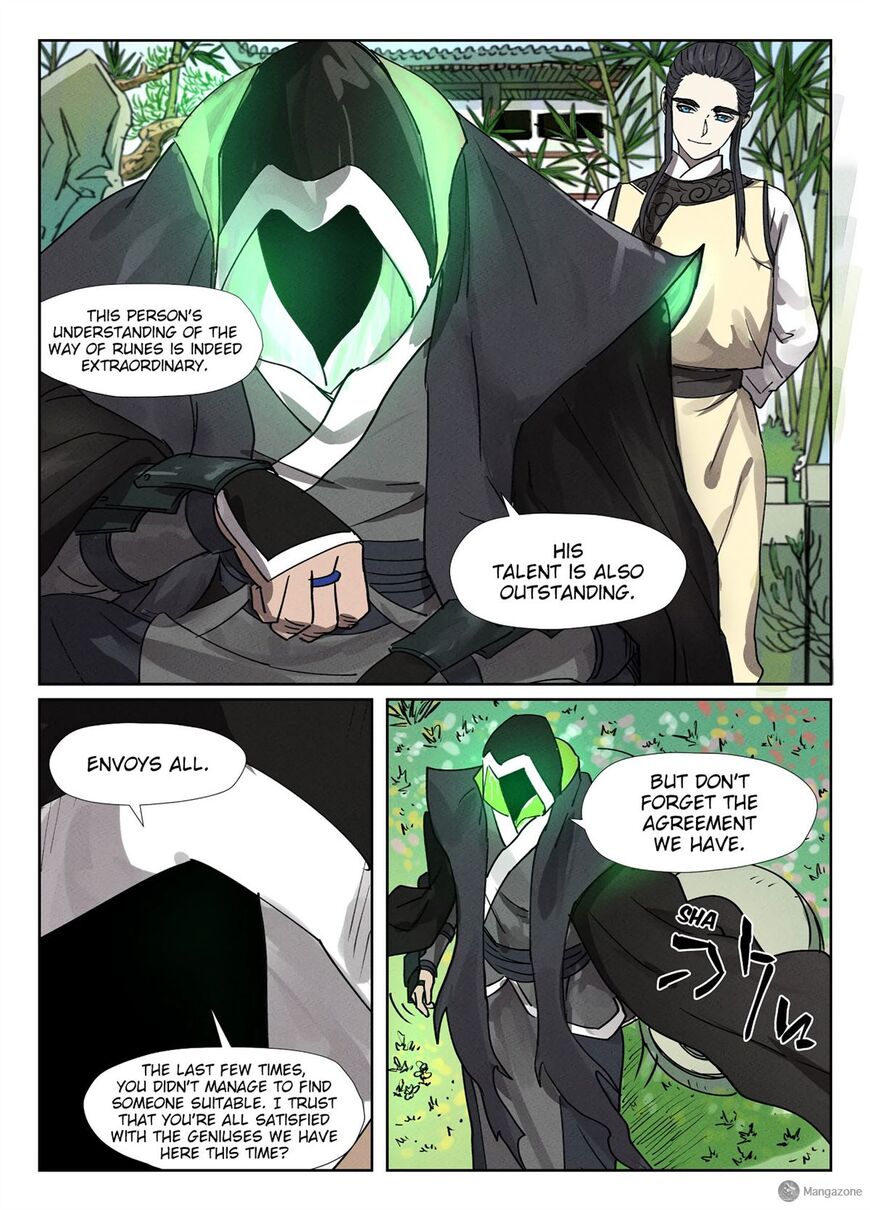 THIS PERSON'S
UNDERSTANDING OF THE
WAY OF RUNES IS INDEED
EXTRAORDINARY.
HIS
TALENT IS ALSO
OUTSTANDING.
ENVOYS ALL.
THE LAST FEW TIMES,
YOU DIDN'T MANAGE TO FIND
SOMEONE SUITABLE. I TRUST
THAT YOU'RE ALL SATISFIED
WITH THE GENIUSES WE HAVE
HERE THIS TIME?
BUT DON'T
FORGET THE
AGREEMENT
WE HAVE.
SHA
Mangazone